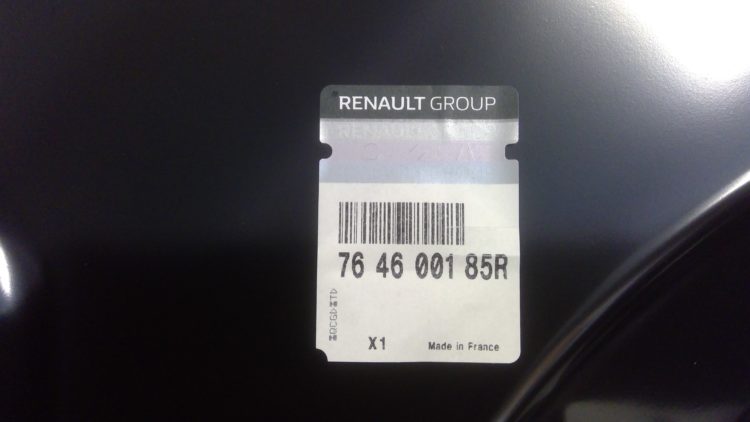 RENAULT GROUP
76 46 001 85R
X1
Made in France